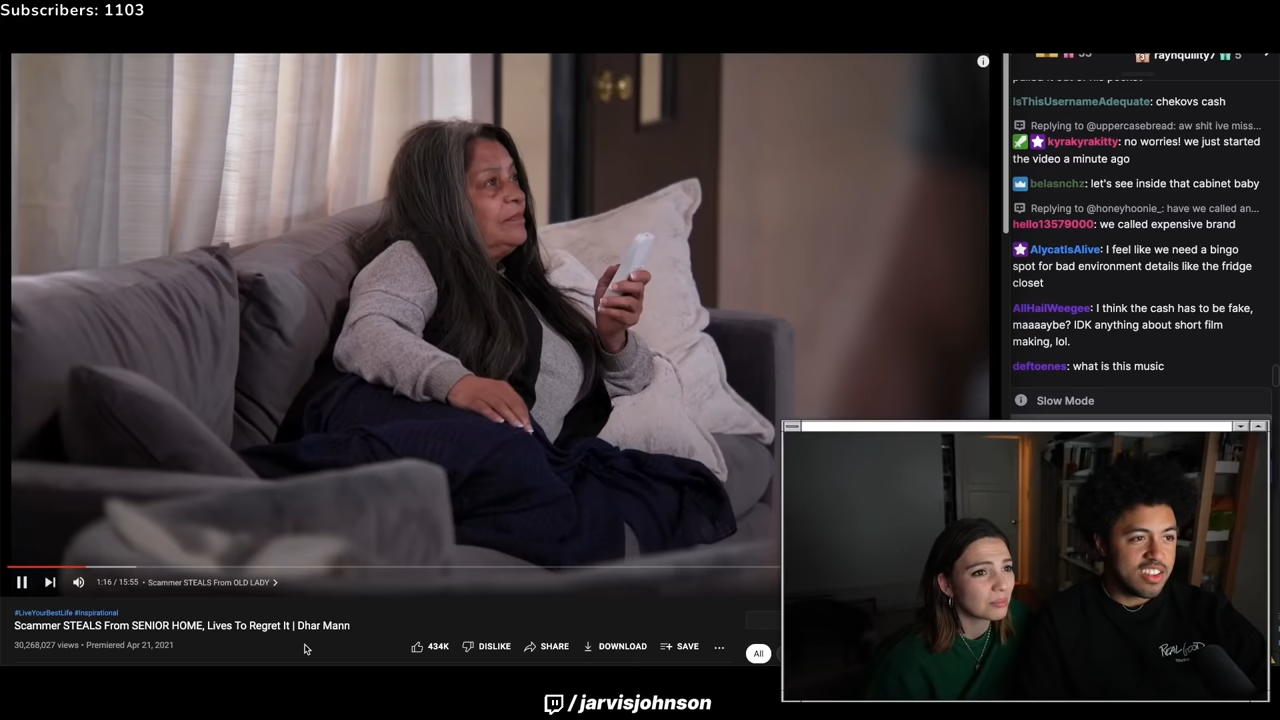 Subscribers: 1103
raynquility7 5
IsThisUsernameAdequate: chekovs cash
Replying to @uppercasebread: aw shit ive miss...
kyrakyrakitty: no worries! we just started
the video a minute ago
belasnchz: let's see inside that cabinet baby
Replying to @honeyhoonie_: have we called an...
hello13579000: we called expensive brand
AlycatIsAlive: I feel like we need a bingo
spot for bad environment details like the fridge
closet
AllHailWeegee: I think the cash has to be fake,
maaaaybe? IDK anything about short film
making, lol.
deftoenes: what is this music
Slow Mode
1:16 / 15:55 • Scammer STEALS From OLD LADY
#LiveYourBestLife #Inspirational
Scammer STEALS From SENIOR HOME, Lives To Regret It | Dhar Mann
30,268,027 views • Premiered Apr 21, 2021
434K DISLIKE SHARE DOWNLOAD SAVE ...
All
REAL GOOD
/jarvisjohnson